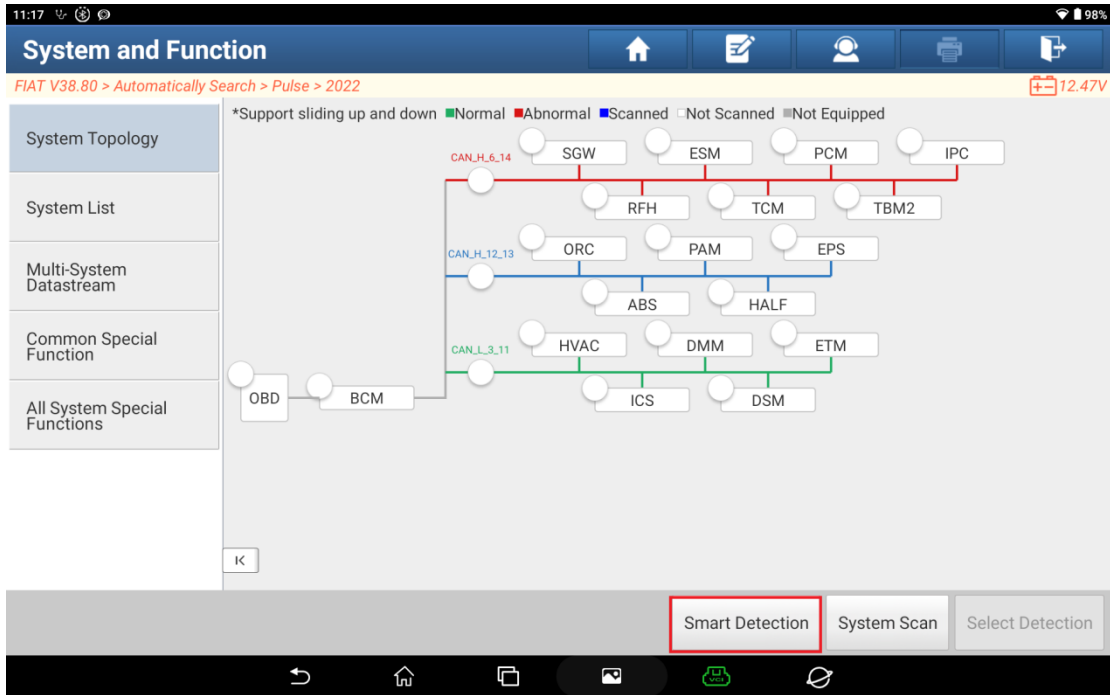 11:17
98%
System and Function
FIAT V38.80 > Automatically Search > Pulse > 2022
12.47V
System Topology
System List
Multi-System
Datastream
Common Special
Function
All System Special
Functions
*Support sliding up and down Normal Abnormal Scanned Not Scanned Not Equipped
CAN_H_6_14
SGW ESM PCM IPC
RFH TCM TBM2
CAN_H_12_13
ORC PAM EPS
ABS HALF
CAN_L_3_11
HVAC DMM ETM
ICS DSM
OBD BCM
Smart Detection System Scan Select Detection
VCI